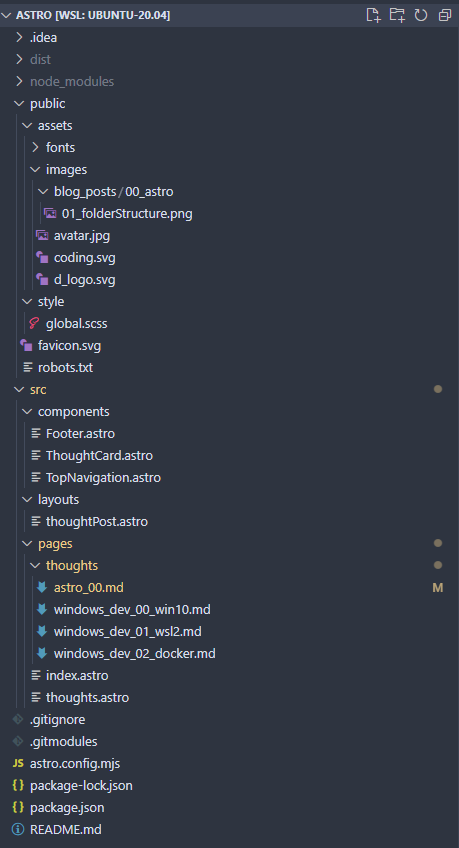 ASTRO [WSL: UBUNTU-20.04]
.idea
dist
node_modules
public
assets
fonts
images
blog_posts / 00_astro
01_folderStructure.png
avatar.jpg
coding.svg
d_logo.svg
style
global.scss
favicon.svg
robots.txt
src
components
Footer.astro
ThoughtCard.astro
TopNavigation.astro
layouts
thoughtPost.astro
pages
thoughts
astro_00.md M
windows_dev_00_win10.md
windows_dev_01_wsl2.md
windows_dev_02_docker.md
index.astro
thoughts.astro
.gitignore
.gitmodules
JS astro.config.mjs
{} package-lock.json
{} package.json
README.md